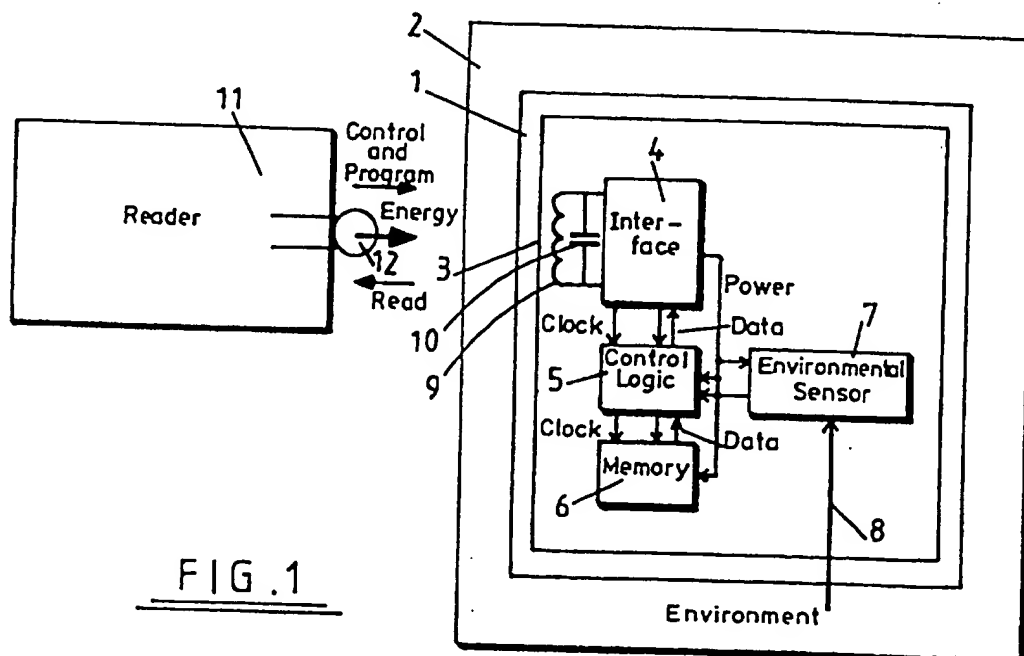 2
1
11
Control
and
Program
Reader
Energy
12
Read
3
10
9
4
Inter-
face
Power
Clock
Data
7
5
Control
Logic
Environmental
Sensor
Clock
Data
Memory
6
8
Environment
FIG.1